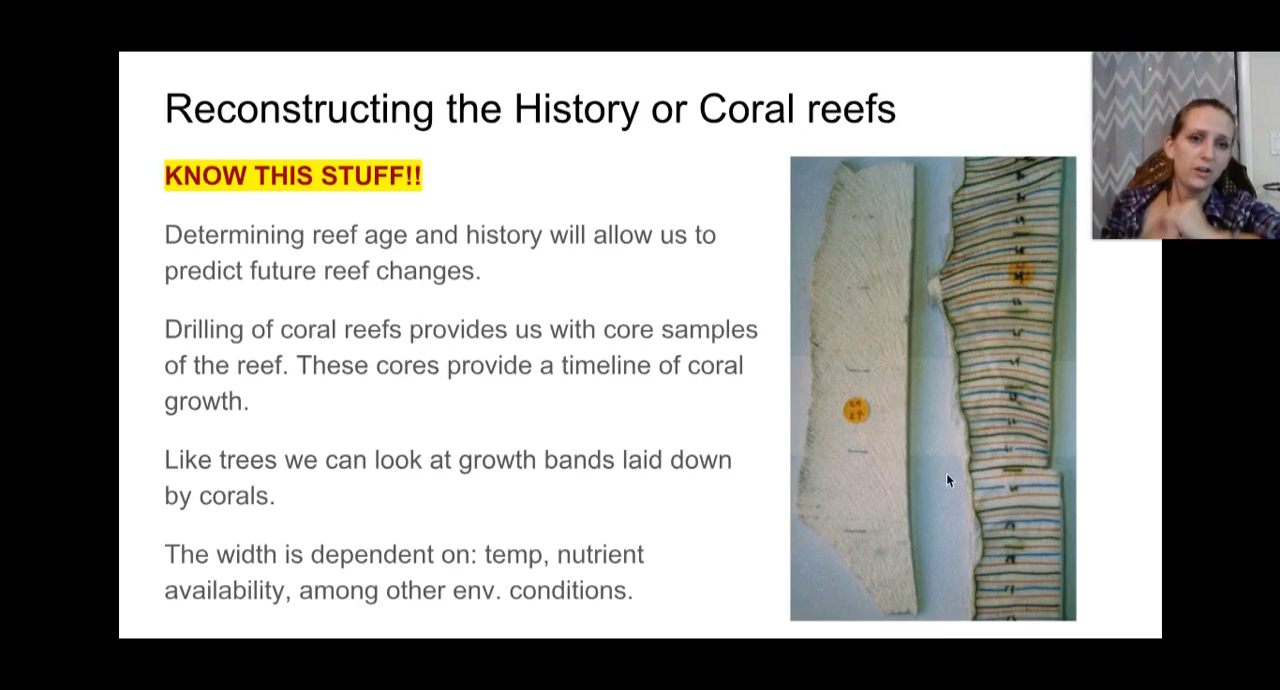 Reconstructing the History or Coral reefs
KNOW THIS STUFF!!
Determining reef age and history will allow us to
predict future reef changes.
Drilling of coral reefs provides us with core samples
of the reef. These cores provide a timeline of coral
growth.
Like trees we can look at growth bands laid down
by corals.
The width is dependent on: temp, nutrient
availability, among other env. conditions.